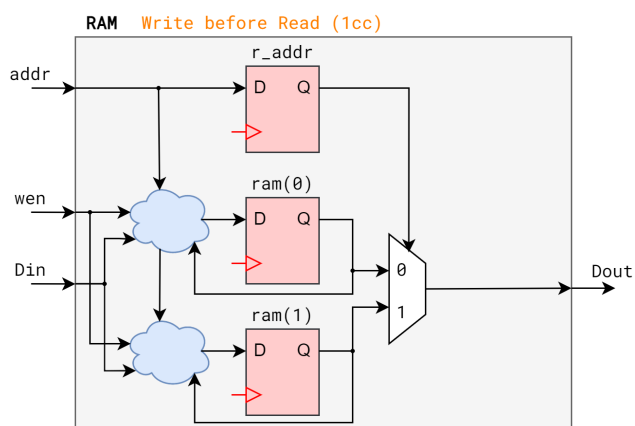 RAM Write before Read (1cc)
r_addr
addr
D Q
ram(0)
wen
D Q
Din
0
Dout
1
ram(1)
D Q